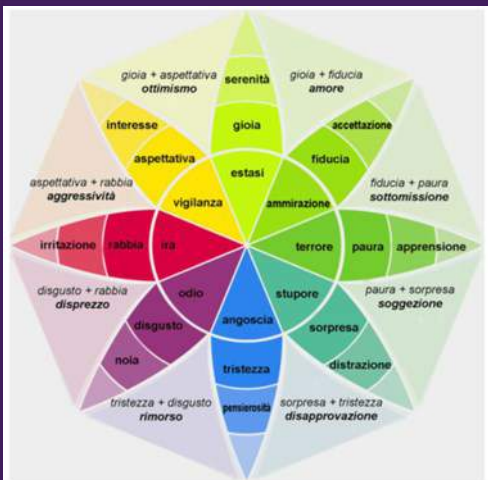 gioia + aspettativa
ottimismo
serenità
gioia + fiducia
amore
interesse
gioia
accettazione
aspettativa
fiducia
estasi
aspettativa + rabbia
aggressività
fiducia + paura
sottomissione
vigilanza
ammirazione
irritazione
rabbia
ira
terrore
paura
apprensione
disgusto + rabbia
disprezzo
odio
stupore
paura + sorpresa
soggezione
angoscia
disgusto
sorpresa
noia
tristezza
distrazione
tristezza + disgusto
rimorso
pensierosità
sorpresa + tristezza
disapprovazione